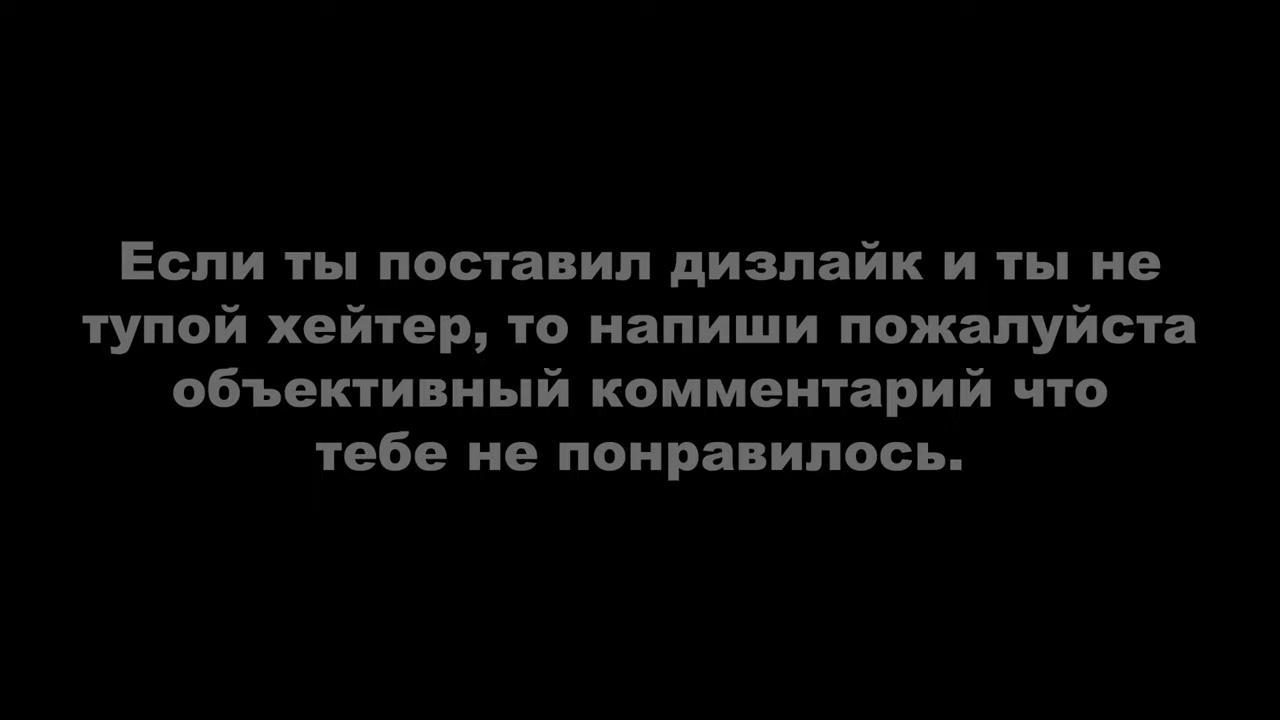 Если ты поставил дизлайк и ты не
тупой хейтер, то напиши пожалуйста
объективный комментарий что
тебе не понравилось.